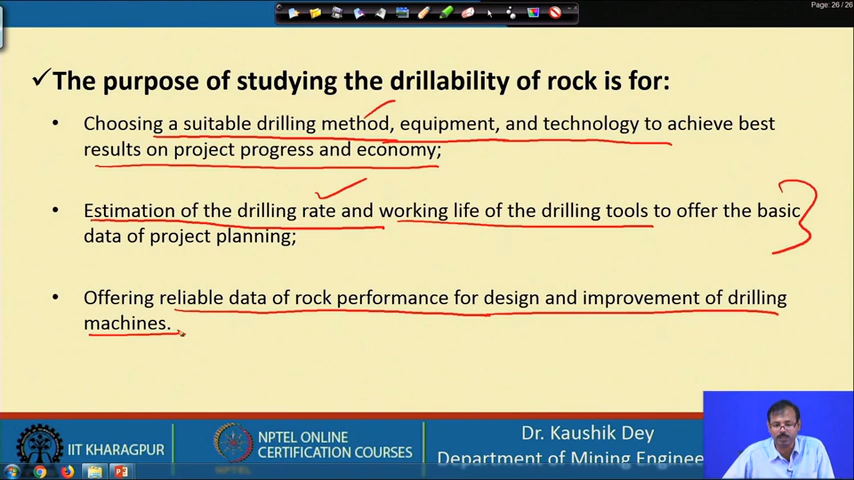 Page: 26 / 26
✓The purpose of studying the drillability of rock is for:
• Choosing a suitable drilling method, equipment, and technology to achieve best
results on project progress and economy;
• Estimation of the drilling rate and working life of the drilling tools to offer the basic
data of project planning;
• Offering reliable data of rock performance for design and improvement of drilling
machines.
IIT KHARAGPUR
NPTEL ONLINE
CERTIFICATION COURSES
Dr. Kaushik Dey
Department of Mining Enginee